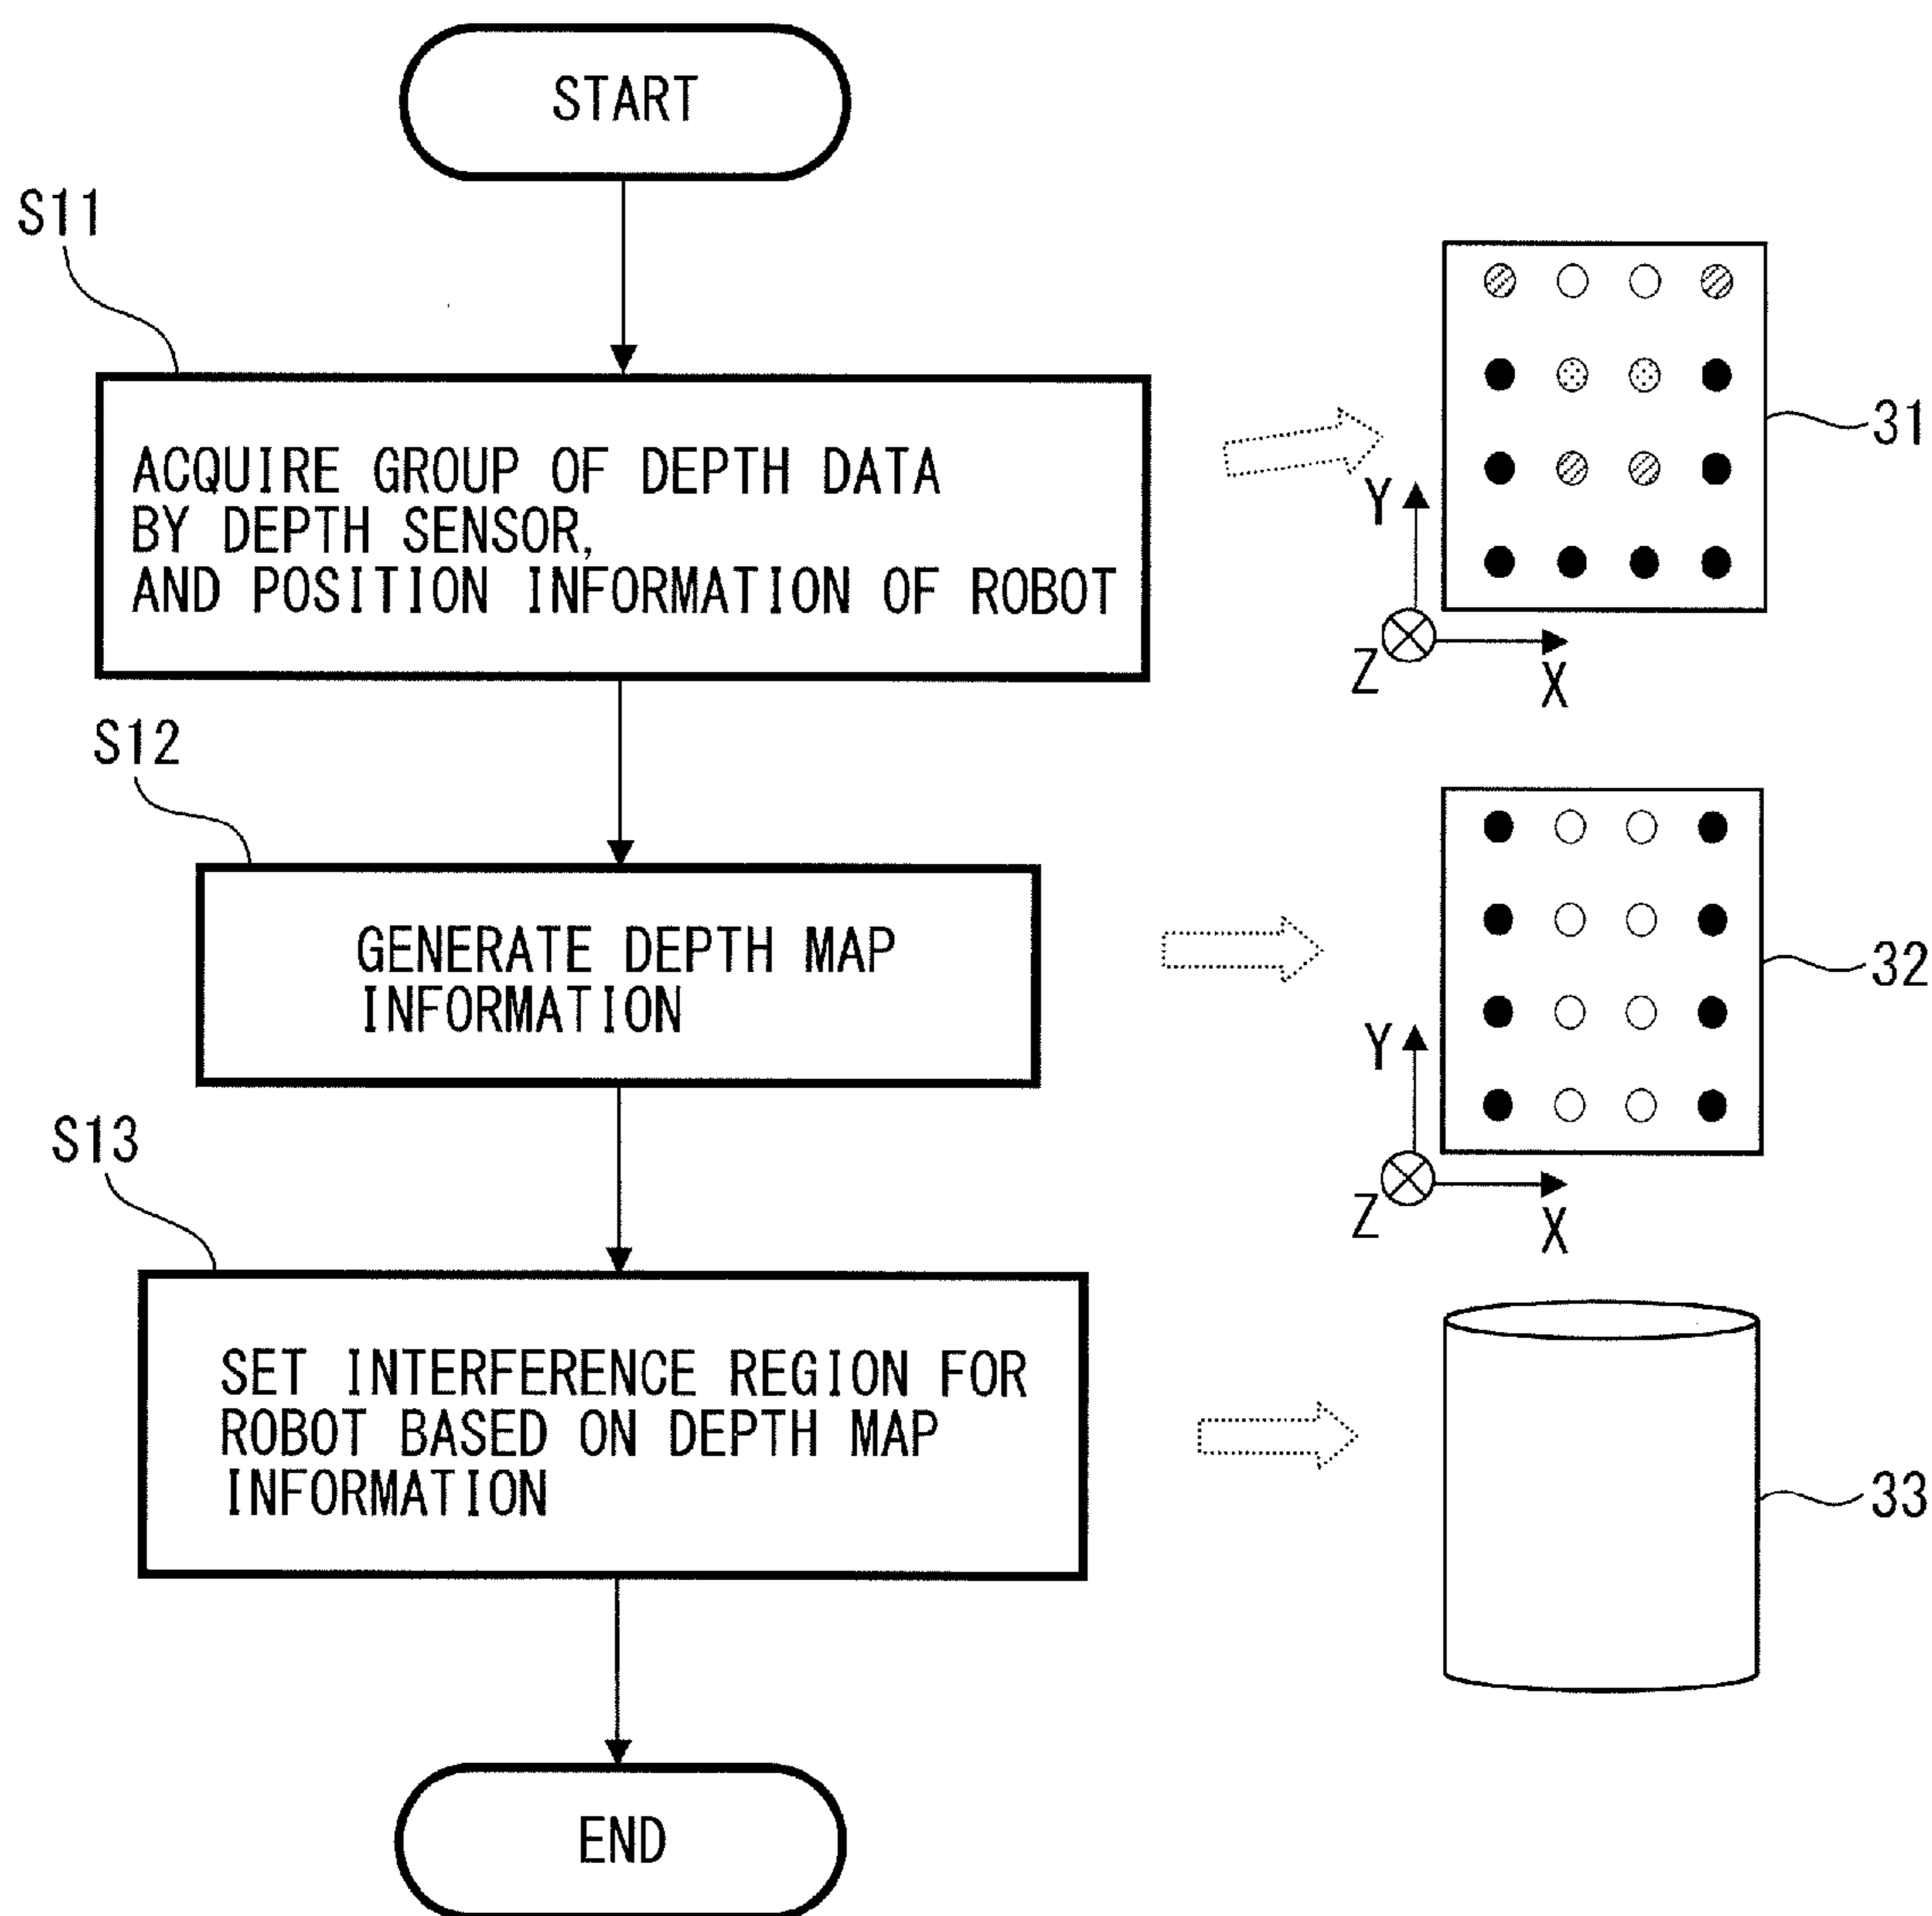 START
S11
ACQUIRE GROUP OF DEPTH DATA
BY DEPTH SENSOR,
AND POSITION INFORMATION OF ROBOT
31
Y
Z
X
S12
GENERATE DEPTH MAP
INFORMATION
32
Y
Z
X
S13
SET INTERFERENCE REGION FOR
ROBOT BASED ON DEPTH MAP
INFORMATION
33
END